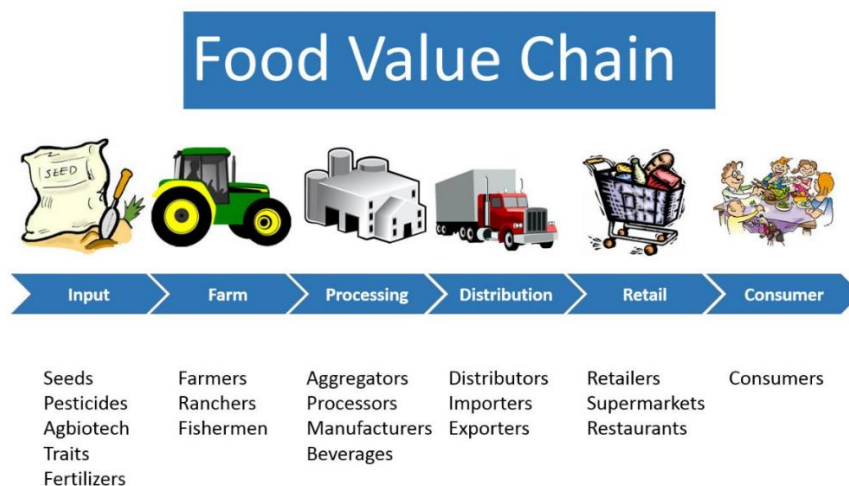 Food Value Chain
SEED
Input
Farm
Processing
Distribution
Retail
Consumer
Seeds
Pesticides
Agbiotech
Traits
Fertilizers
Farmers
Ranchers
Fishermen
Aggregators
Processors
Manufacturers
Beverages
Distributors
Importers
Exporters
Retailers
Supermarkets
Restaurants
Consumers